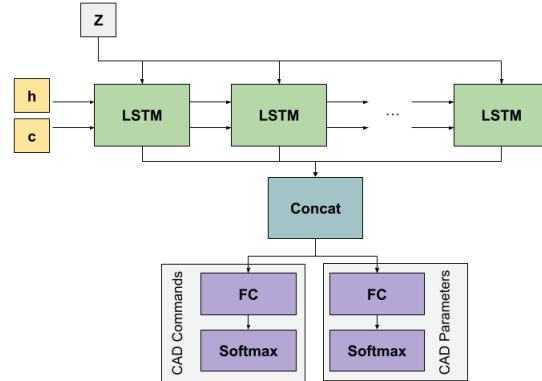 Z
h
c
LSTM
LSTM
...
LSTM
Concat
CAD Commands
FC
Softmax
FC
Softmax
CAD Parameters